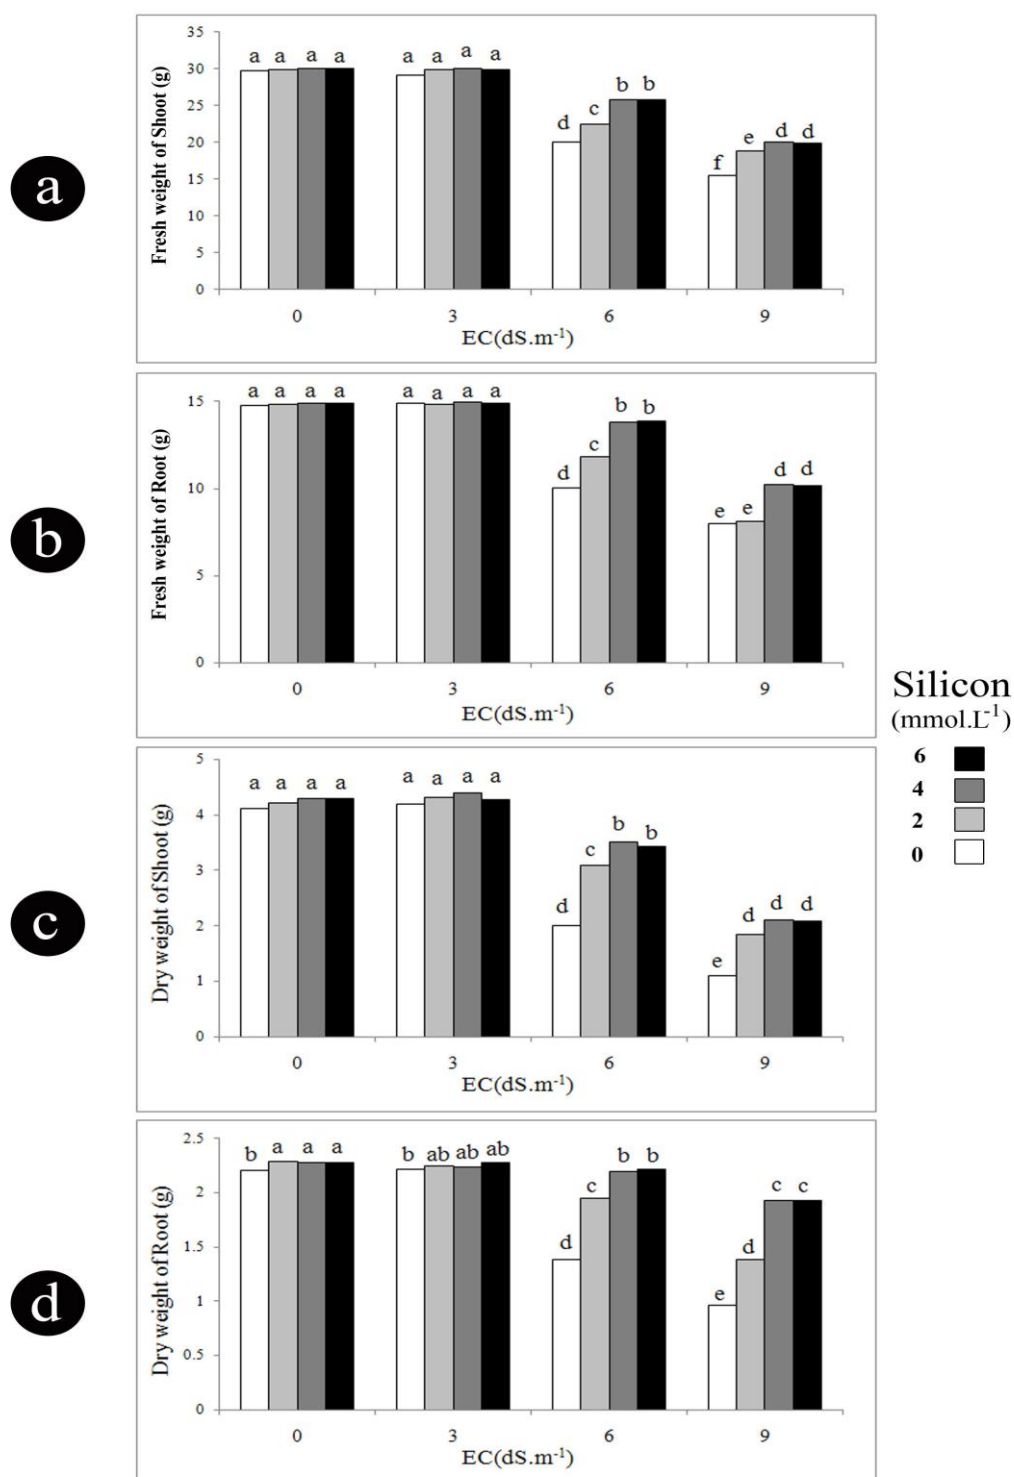 a
Fresh weight of Shoot (g)
35
30
25
20
15
10
5
0
a a a a
a a a a
d c b b
f e d d
0 3 6 9
EC(dS.m⁻¹)
b
Fresh weight of Root (g)
15
10
5
0
a a a a
a a a a
d c b b
e e d d
0 3 6 9
EC(dS.m⁻¹)
Silicon
(mmol.L⁻¹)
6
4
2
0
c
Dry weight of Shoot (g)
5
4
3
2
1
0
a a a a
a a a a
d c b b
e d d d
0 3 6 9
EC(dS.m⁻¹)
d
Dry weight of Root (g)
2.5
2
1.5
1
0.5
0
b a a a
b ab ab ab
d c b b
e d c c
0 3 6 9
EC(dS.m⁻¹)